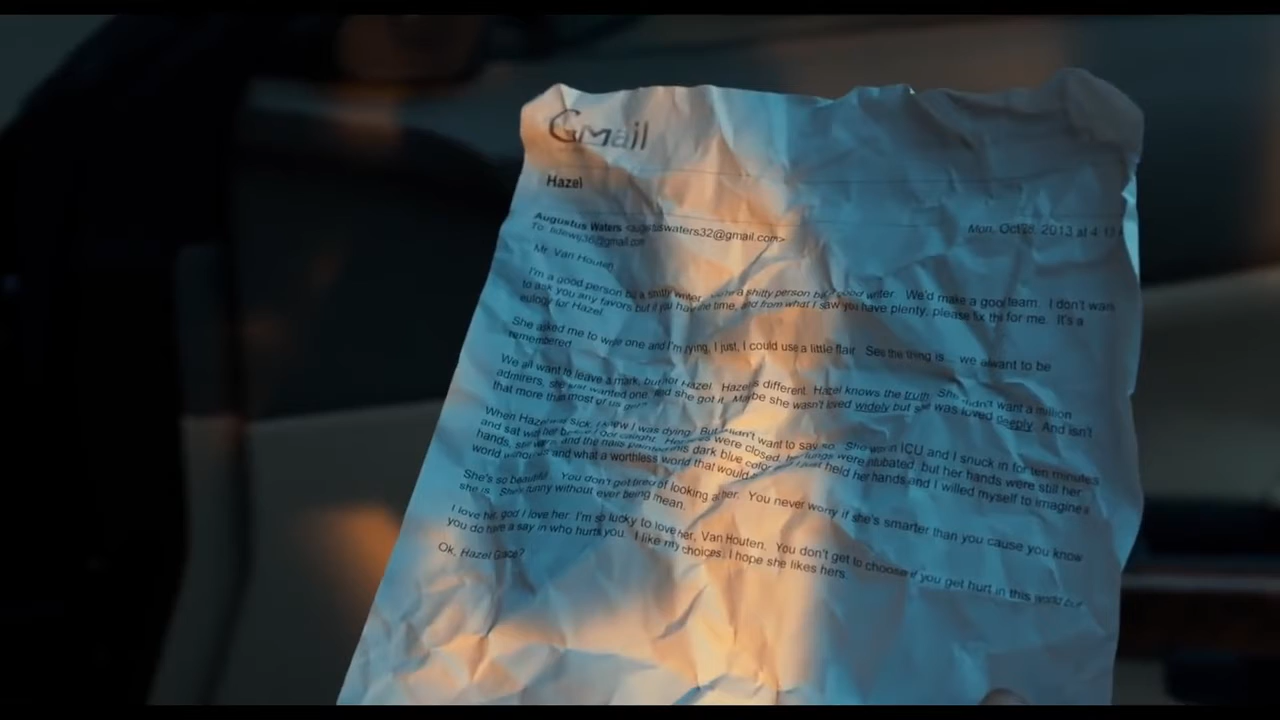 Gmail
Hazel
Augustus Waters <augustuswaters32@gmail.com>
Mon, Oct 28, 2013 at 4:13
To: lidewij36@gmail.com
Mr. Van Houten,
I'm a good person but a shitty writer. You're a shitty person but a good writer. We'd make a good team. I don't want
to ask you any favors but if you have the time, and from what I saw you have plenty, please fix this for me. It's a
eulogy for Hazel.
She asked me to write one and I'm trying, I just, I could use a little flair. See the thing is... we all want to be
remembered.
We all want to leave a mark, but not Hazel. Hazel is different. Hazel knows the truth. She didn't want a million
admirers, she just wanted one, and she got it. Maybe she wasn't loved widely but she was loved deeply. And isn't
that more than most of us get?
When Hazel was sick, I knew I was dying. But I didn't want to say so. She was in ICU and I snuck in for ten minutes
and sat with her before I got caught. Her eyes were closed, her lungs were intubated, but her hands were still her
hands, still warm and the nails painted this dark blue color, and I just held her hands and I willed myself to imagine a
world without us and what a worthless world that would
She's so beautiful. You don't get tired of looking at her. You never worry if she's smarter than you cause you know
she is. She's funny without ever being mean.
I love her, god I love her. I'm so lucky to love her, Van Houten. You don't get to choose if you get hurt in this world but
you do have a say in who hurts you. I like my choices. I hope she likes hers.
Ok, Hazel Grace?